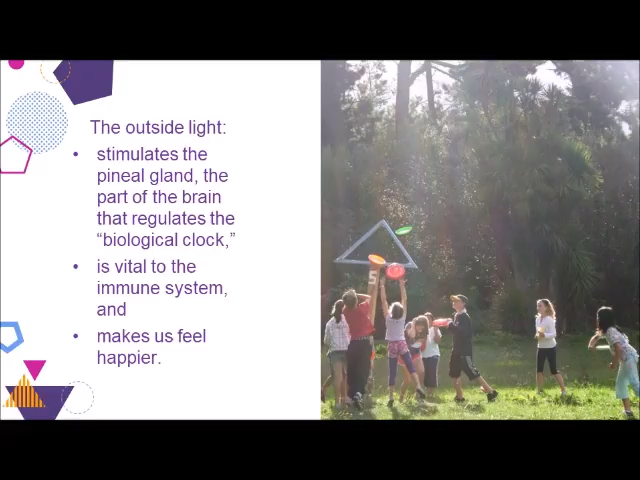 The outside light:
• stimulates the
pineal gland, the
part of the brain
that regulates the
“biological clock,”
• is vital to the
immune system,
and
• makes us feel
happier.
5